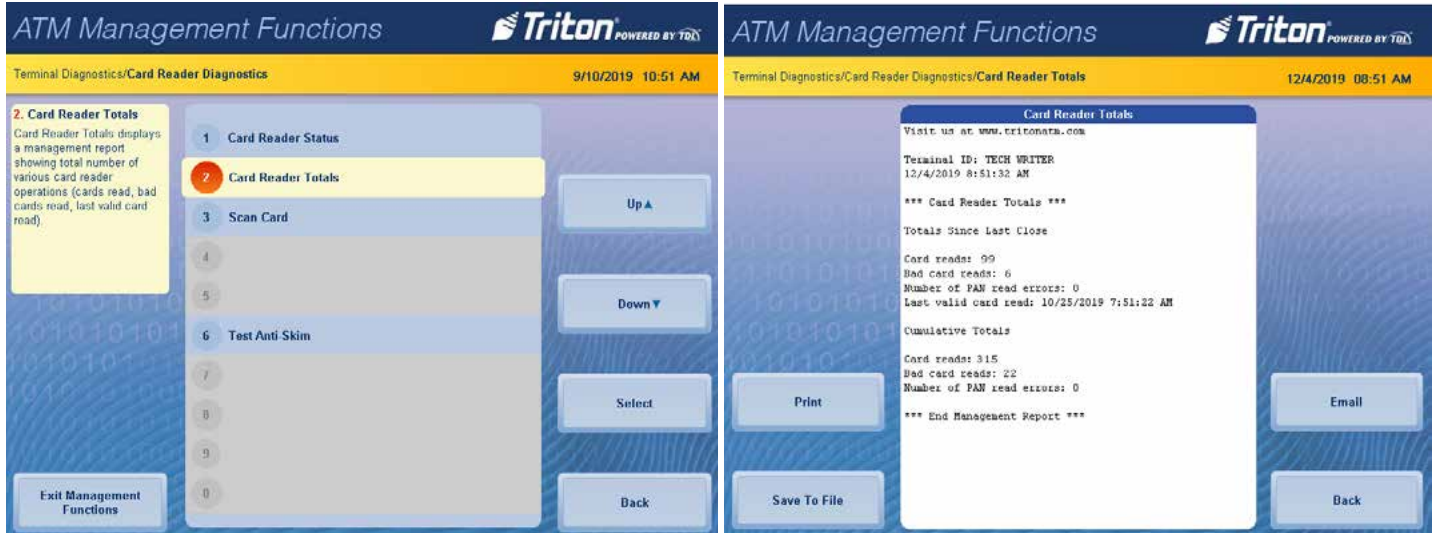 ATM Management Functions
Triton POWERED BY TDL
Terminal Diagnostics/Card Reader Diagnostics
9/10/2019 10:51 AM
2. Card Reader Totals
Card Reader Totals displays
a management report
showing total number of
various card reader
operations (cards read, bad
cards read, last valid card
read).
1 Card Reader Status
2 Card Reader Totals
3 Scan Card
4
5
6 Test Anti Skim
7
8
9
0
Up
Down
Select
Back
Exit Management
Functions
ATM Management Functions
Triton POWERED BY TDL
Terminal Diagnostics/Card Reader Diagnostics/Card Reader Totals
12/4/2019 08:51 AM
Card Reader Totals
Visit us at www.tritonatm.com
Terminal ID: TECH WRITER
12/4/2019 8:51:32 AM
*** Card Reader Totals ***
Totals Since Last Close
Card reads: 99
Bad card reads: 6
Number of PAN read errors: 0
Last valid card read: 10/25/2019 7:51:22 AM
Cumulative Totals
Card reads: 315
Bad card reads: 22
Number of PAN read errors: 0
*** End Management Report ***
Print
Save To File
Email
Back